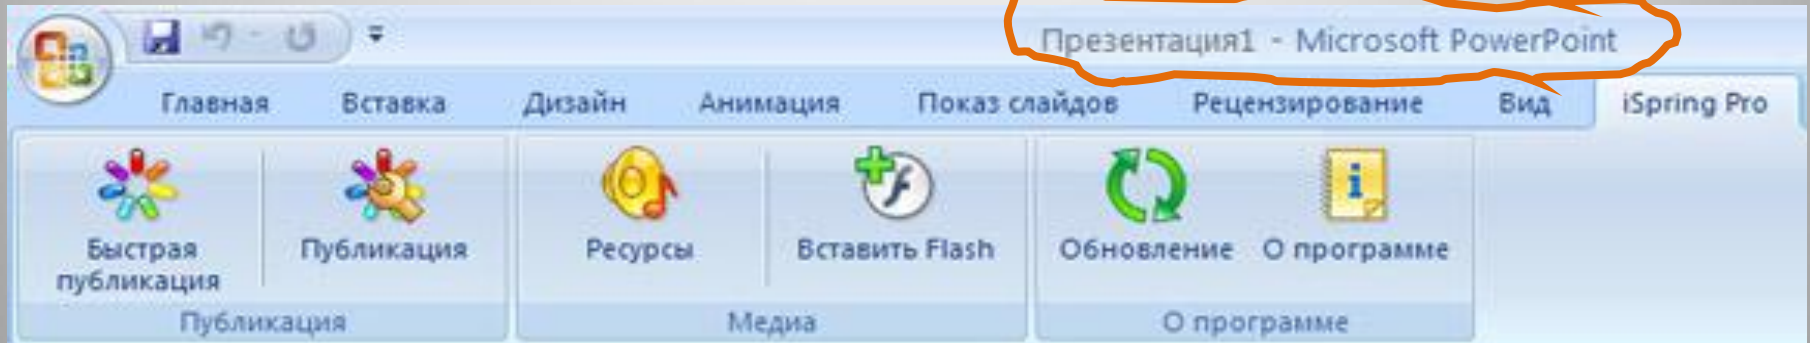 Презентация1 - Microsoft PowerPoint
Главная Вставка Дизайн Анимация Показ слайдов Рецензирование Вид iSpring Pro
Быстрая публикация
Публикация
Ресурсы
Вставить Flash
Обновление
О программе
Публикация
Медиа
О программе